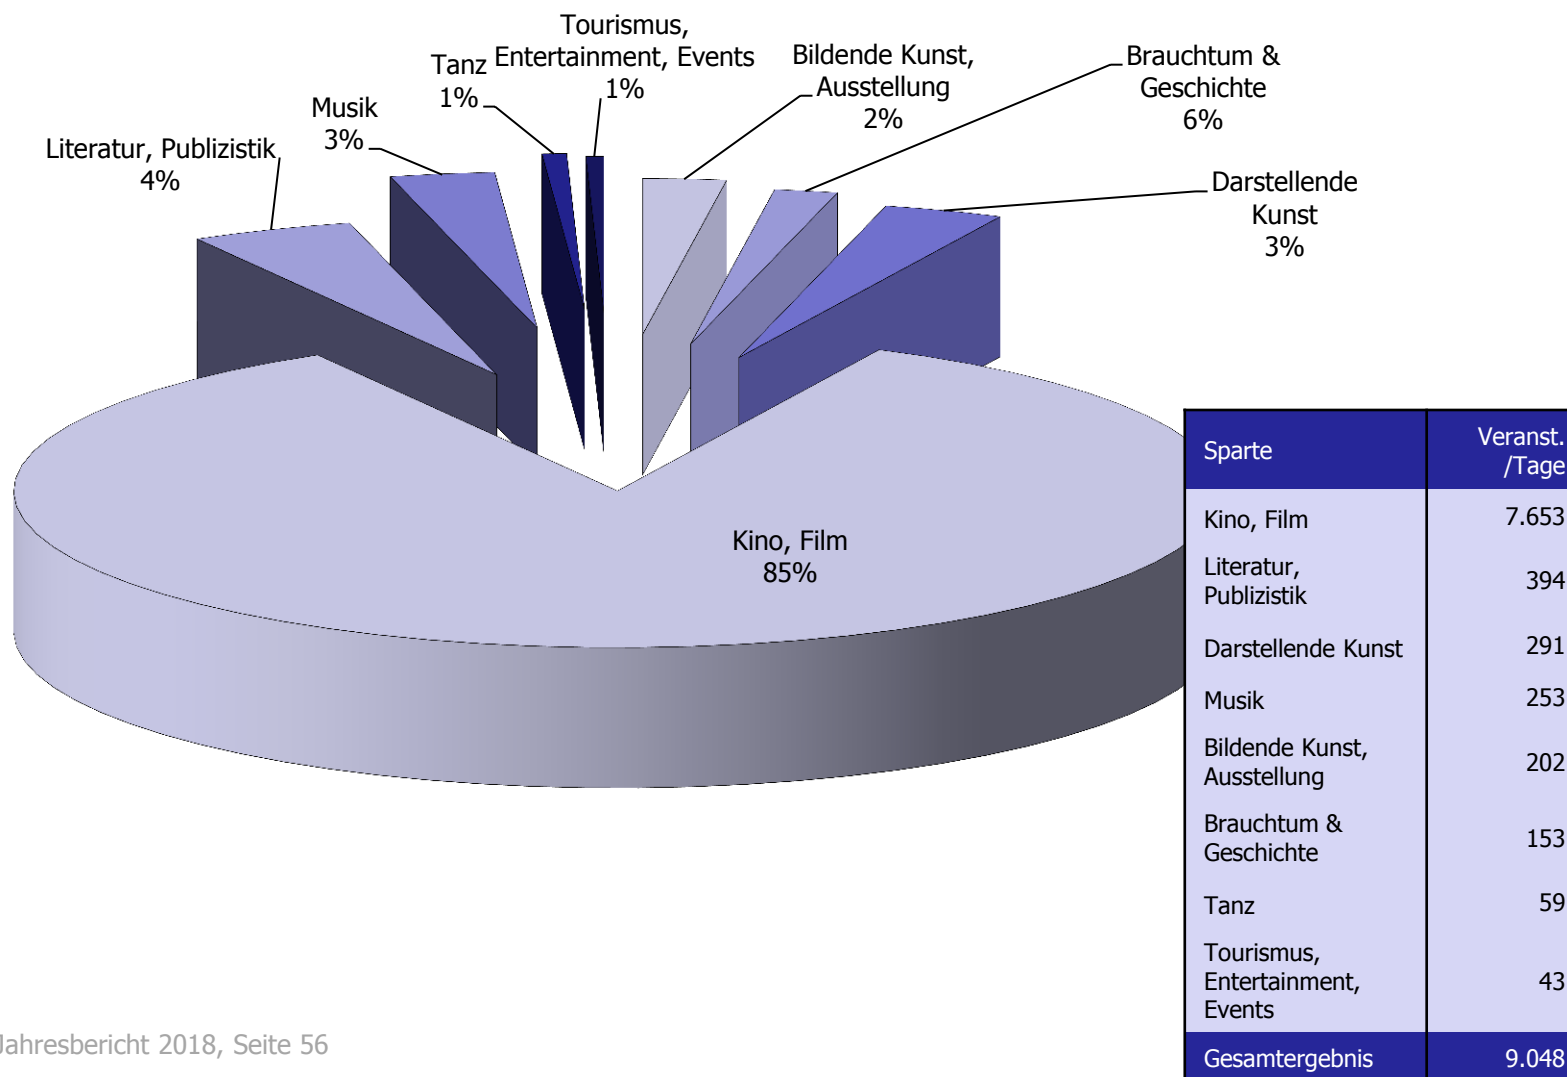 Tourismus,
Entertainment, Events
1%
Tanz
1%
Bildende Kunst,
Ausstellung
2%
Brauchtum &
Geschichte
6%
Musik
3%
Literatur, Publizistik
4%
Darstellende
Kunst
3%
Kino, Film
85%
Sparte Veranst.
/Tage
Kino, Film 7.653
Literatur,
Publizistik 394
Darstellende Kunst 291
Musik 253
Bildende Kunst,
Ausstellung 202
Brauchtum &
Geschichte 153
Tanz 59
Tourismus,
Entertainment,
Events 43
Gesamtergebnis 9.048
Jahresbericht 2018, Seite 56